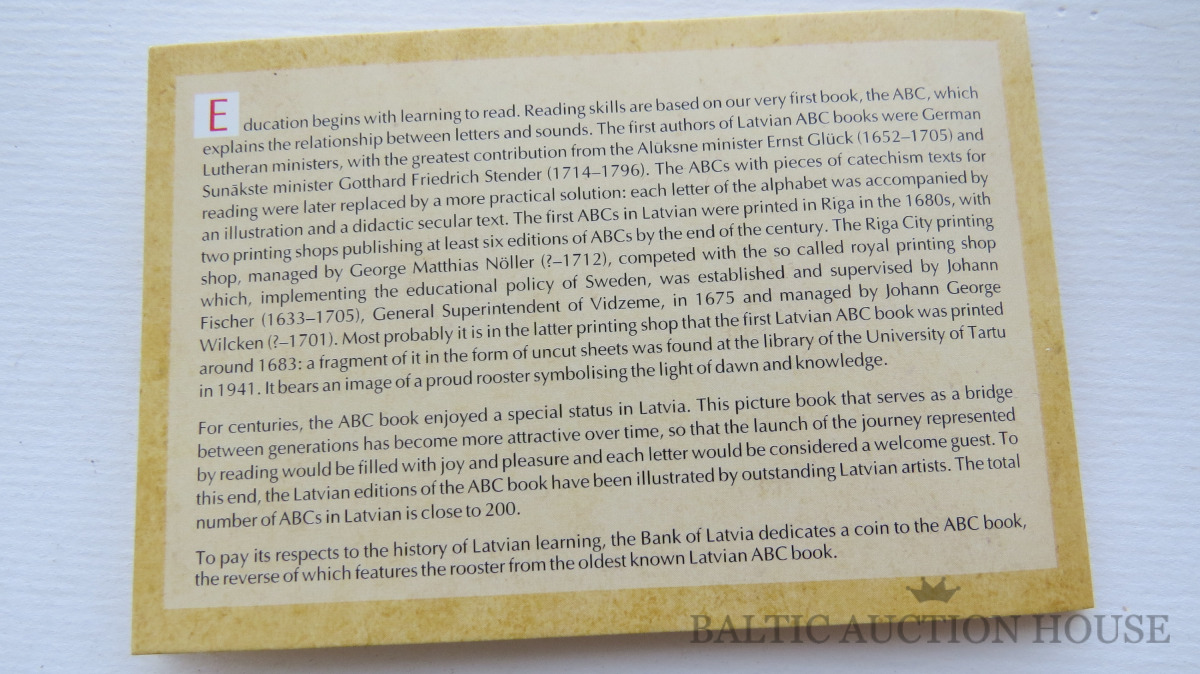 Education begins with learning to read. Reading skills are based on our very first book, the ABC, which
explains the relationship between letters and sounds. The first authors of Latvian ABC books were German
Lutheran ministers, with the greatest contribution from the Alūksne minister Ernst Glück (1652–1705) and
Sunākste minister Gotthard Friedrich Stender (1714–1796). The ABCs with pieces of catechism texts for
reading were later replaced by a more practical solution: each letter of the alphabet was accompanied by
an illustration and a didactic secular text. The first ABCs in Latvian were printed in Riga in the 1680s, with
two printing shops publishing at least six editions of ABCs by the end of the century. The Riga City printing
shop, managed by George Matthias Nöller (?–1712), competed with the so called royal printing shop
which, implementing the educational policy of Sweden, was established and supervised by Johann
Fischer (1633–1705), General Superintendent of Vidzeme, in 1675 and managed by Johann George
Wilcken (?–1701). Most probably it is in the latter printing shop that the first Latvian ABC book was printed
around 1683: a fragment of it in the form of uncut sheets was found at the library of the University of Tartu
in 1941. It bears an image of a proud rooster symbolising the light of dawn and knowledge.
For centuries, the ABC book enjoyed a special status in Latvia. This picture book that serves as a bridge
between generations has become more attractive over time, so that the launch of the journey represented
by reading would be filled with joy and pleasure and each letter would be considered a welcome guest. To
this end, the Latvian editions of the ABC book have been illustrated by outstanding Latvian artists. The total
number of ABCs in Latvian is close to 200.
To pay its respects to the history of Latvian learning, the Bank of Latvia dedicates a coin to the ABC book,
the reverse of which features the rooster from the oldest known Latvian ABC book.
BALTIC AUCTION HOUSE